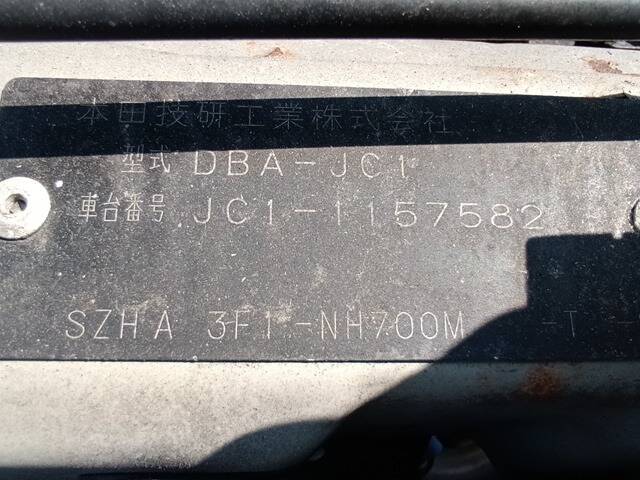 本田技研工業株式会社
型式 DBA-JC1
車台番号 JC1-1157582
SZHA 3F1-NH700M -T-